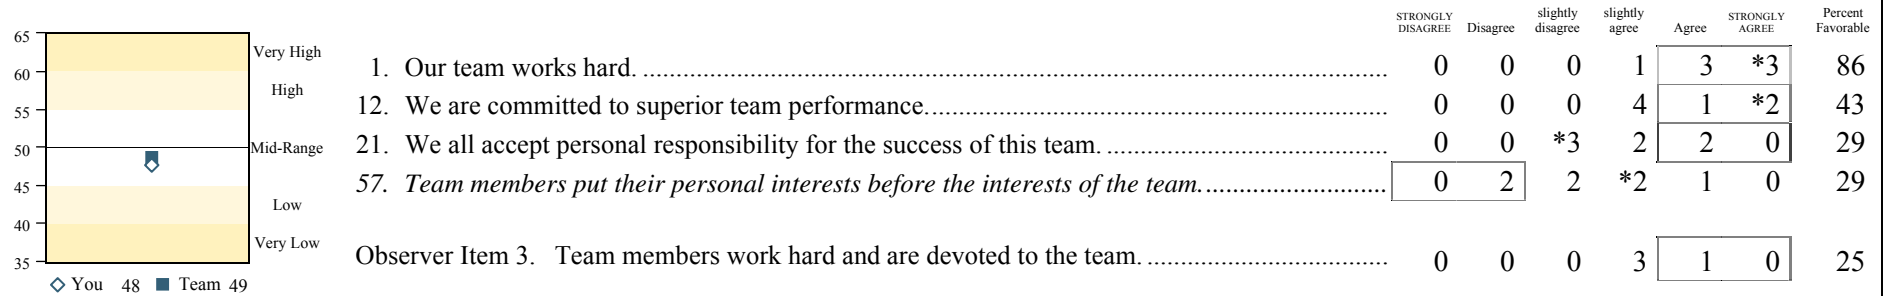 STRONGLY DISAGREE Disagree slightly disagree slightly agree Agree STRONGLY AGREE Percent Favorable
65
60
55
50
45
40
35
Very High
High
Mid-Range
Low
Very Low
You 48 Team 49
1. Our team works hard. 0 0 0 1 3 *3 86
12. We are committed to superior team performance. 0 0 0 4 1 *2 43
21. We all accept personal responsibility for the success of this team. 0 0 *3 2 2 0 29
57. Team members put their personal interests before the interests of the team. 0 2 2 *2 1 0 29
Observer Item 3. Team members work hard and are devoted to the team. 0 0 0 3 1 0 25